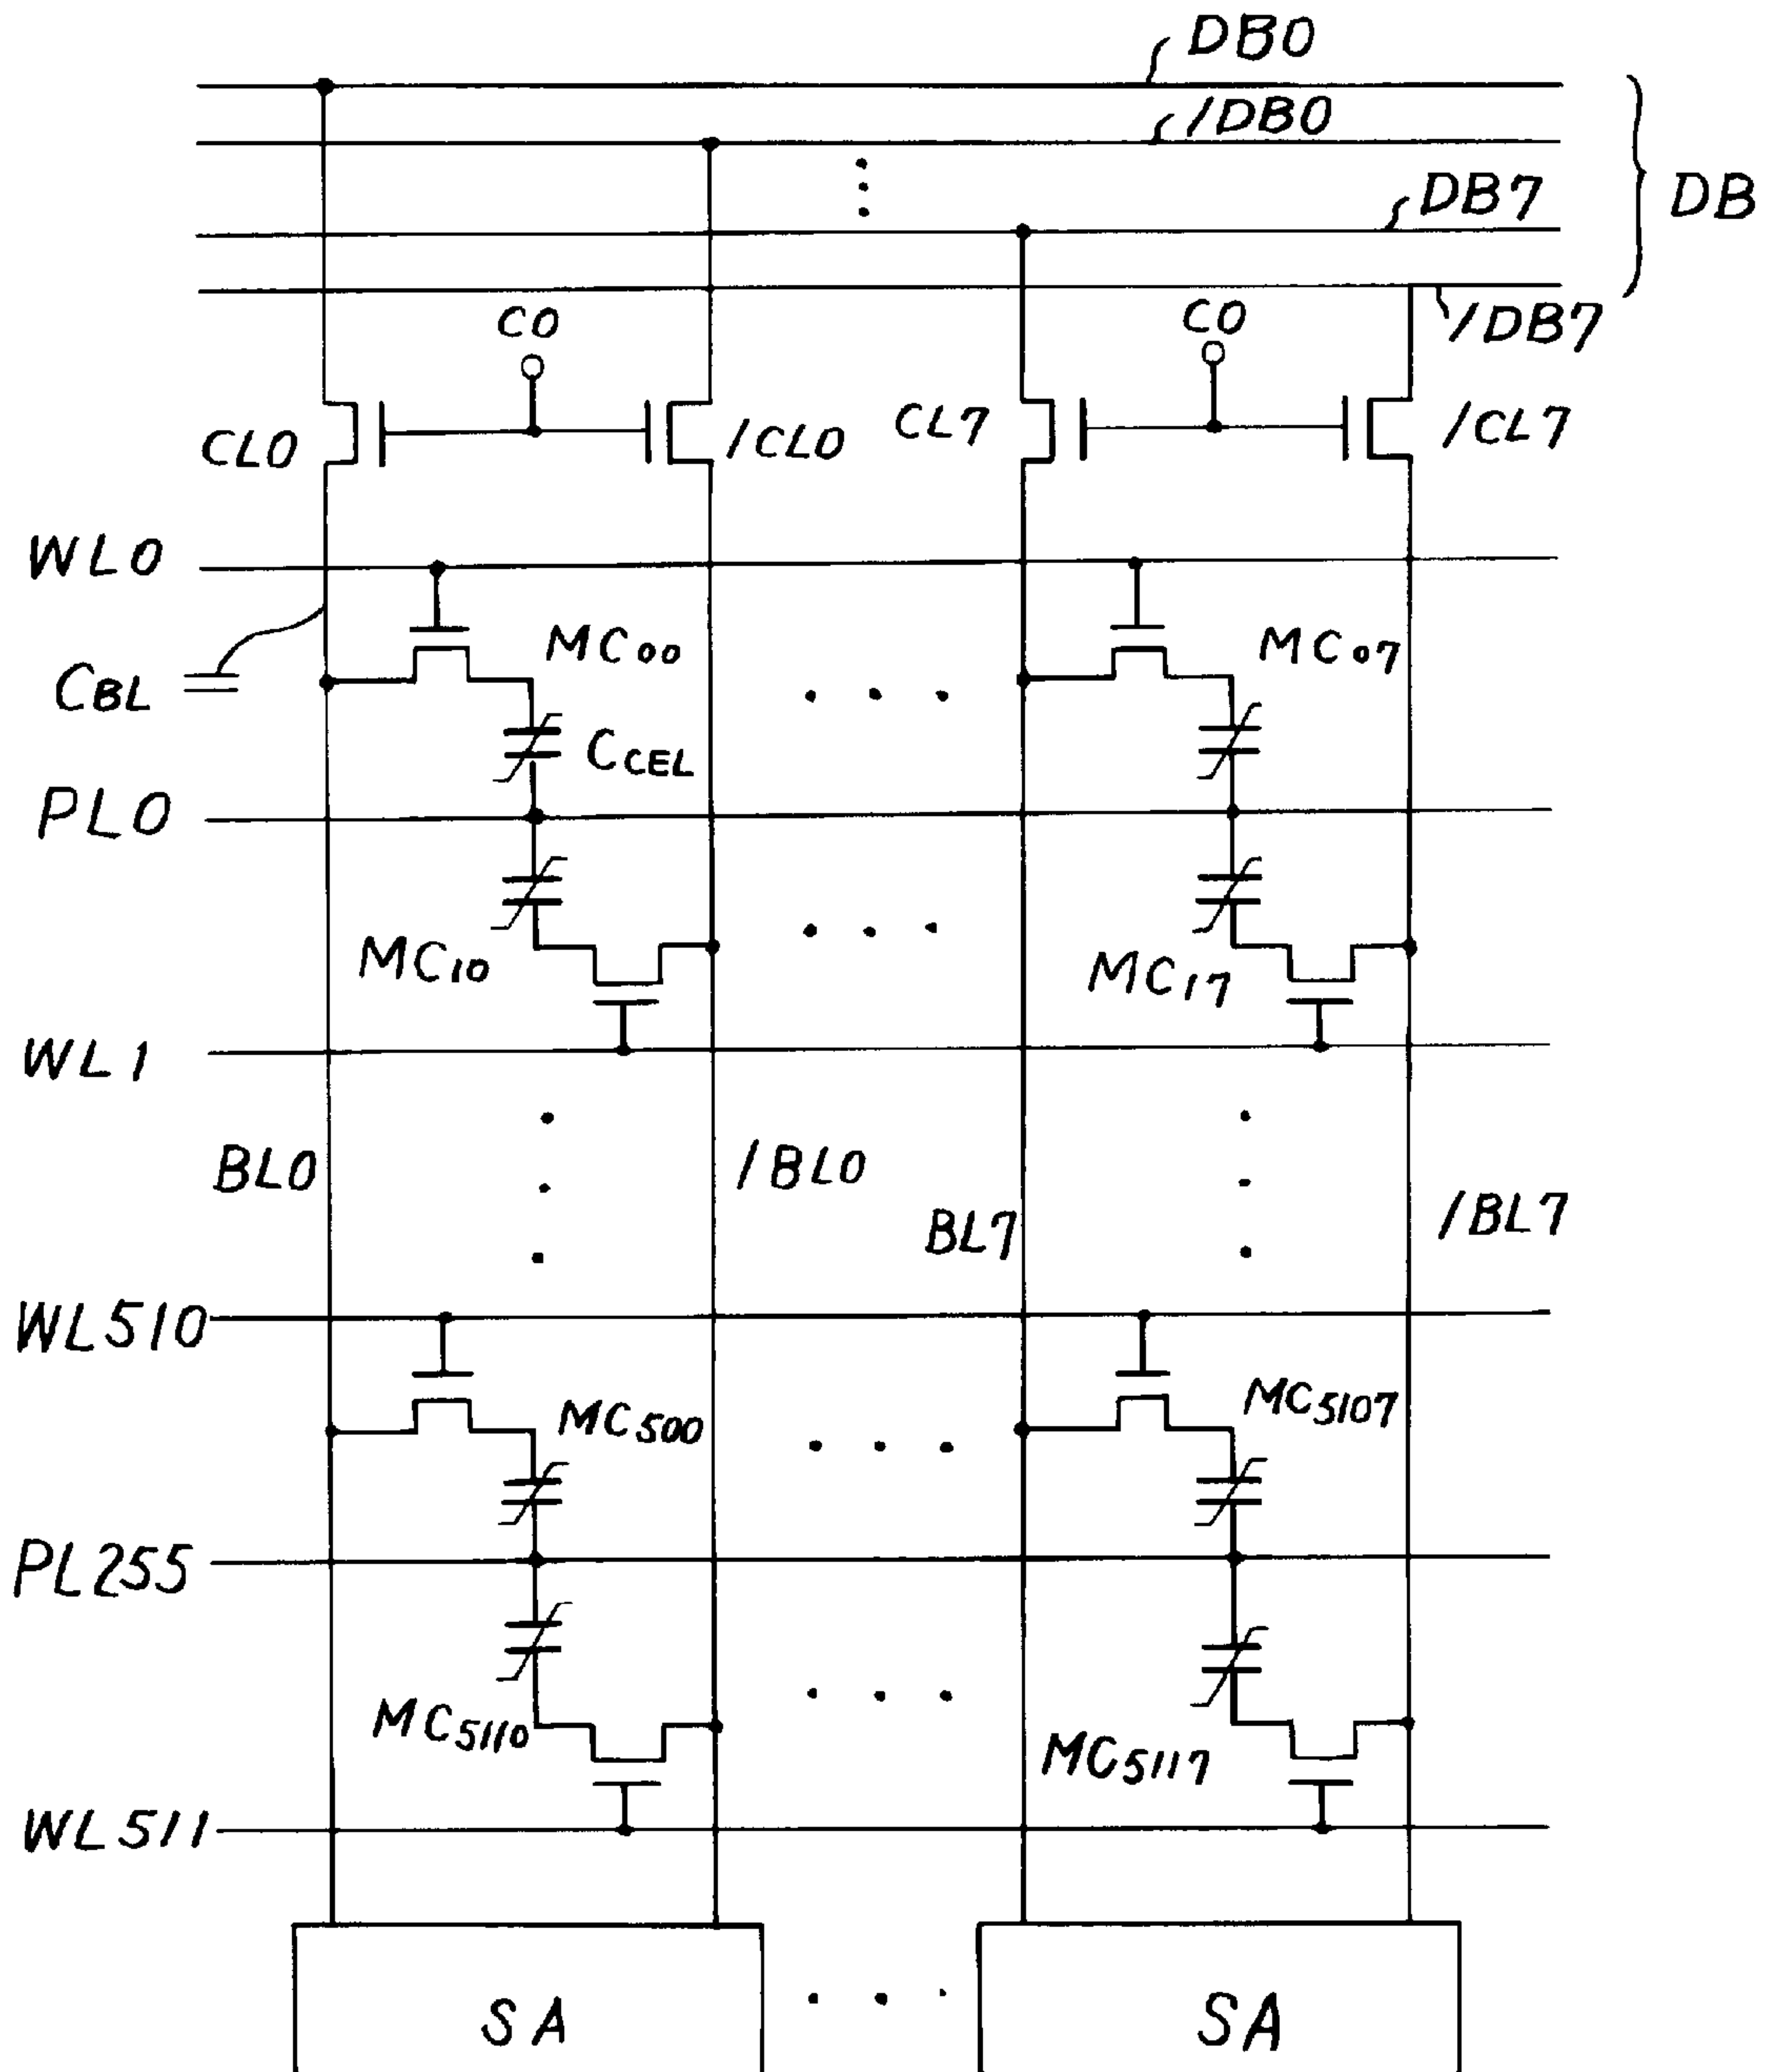 DB0
/DB0
DB7
DB
/DB7
C0
C0
CL0
/CL0
CL7
/CL7
WL0
MC00
MC07
CBL
CCEL
PL0
MC10
MC17
WL1
BL0
/BL0
BL7
/BL7
WL510
MC500
MC5107
PL255
MC5110
MC5117
WL511
SA
SA